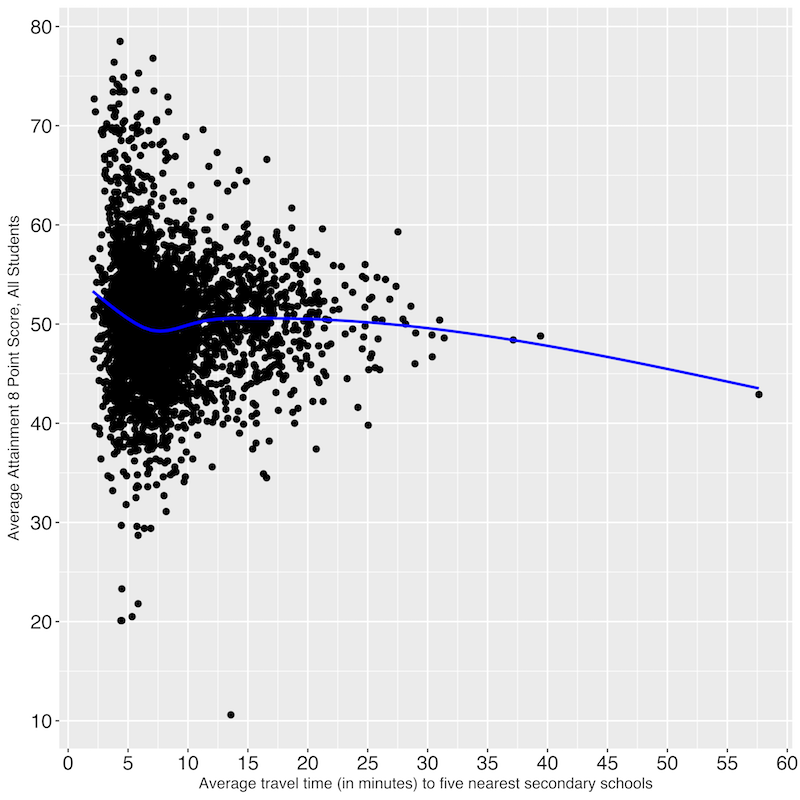 80
70
60
50
40
30
20
10
Average Attainment 8 Point Score, All Students
0 5 10 15 20 25 30 35 40 45 50 55 60
Average travel time (in minutes) to five nearest secondary schools